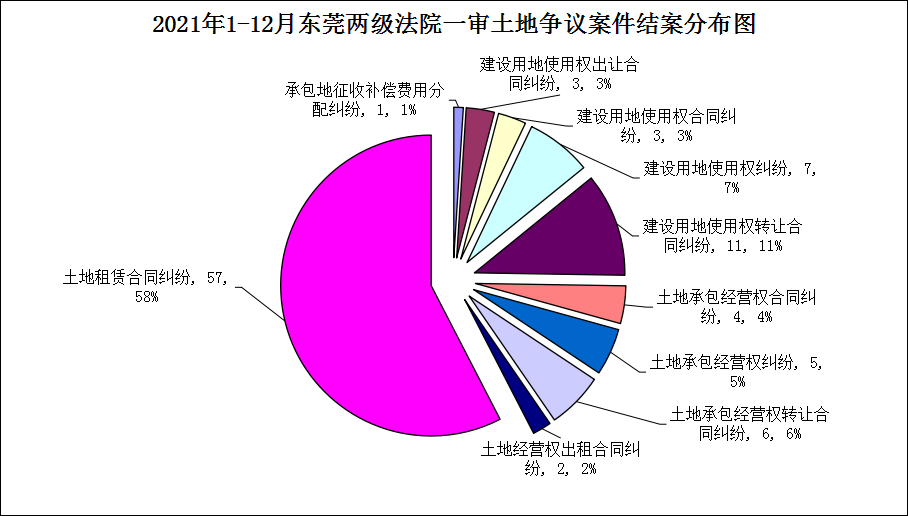 2021年1-12月东莞两级法院一审土地争议案件结案分布图
承包地征收补偿费用分
配纠纷, 1, 1%
建设用地使用权出让合
同纠纷, 3, 3%
建设用地使用权合同纠
纷, 3, 3%
建设用地使用权纠纷, 7,
7%
建设用地使用权转让合
同纠纷, 11, 11%
土地承包经营权合同纠
纷, 4, 4%
土地承包经营权纠纷, 5,
5%
土地承包经营权转让合
同纠纷, 6, 6%
土地经营权出租合同纠
纷, 2, 2%
土地租赁合同纠纷, 57,
58%